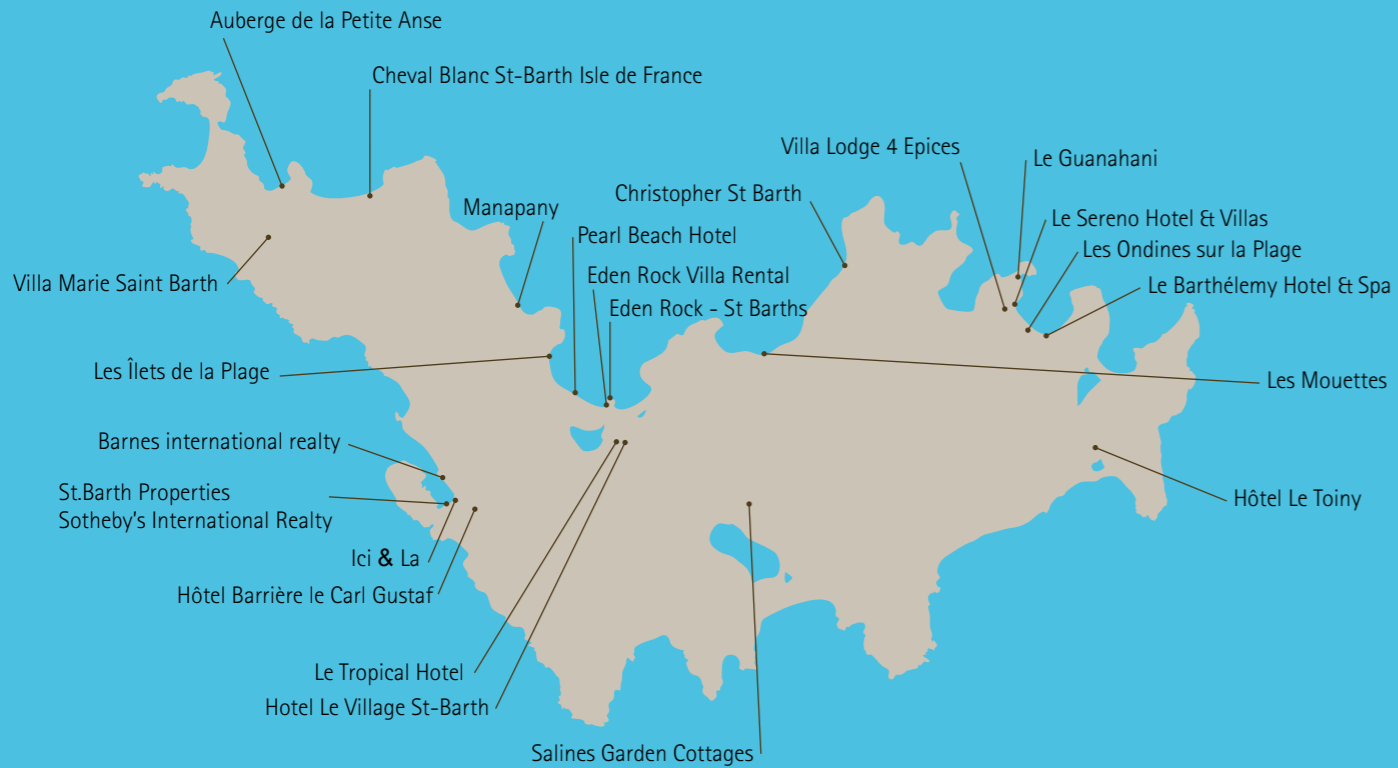 Auberge de la Petite Anse
Cheval Blanc St-Barth Isle de France
Villa Lodge 4 Epices
Le Guanahani
Christopher St Barth
Manapany
Le Sereno Hotel Et Villas
Pearl Beach Hotel
Les Ondines sur la Plage
Eden Rock Villa Rental
Villa Marie Saint Barth
Le Barthélemy Hotel Et Spa
Eden Rock - St Barths
Les Îlets de la Plage
Les Mouettes
Barnes international realty
St.Barth Properties
Sotheby's International Realty
Hôtel Le Toiny
Ici & La
Hôtel Barrière le Carl Gustaf
Le Tropical Hotel
Hotel Le Village St-Barth
Salines Garden Cottages